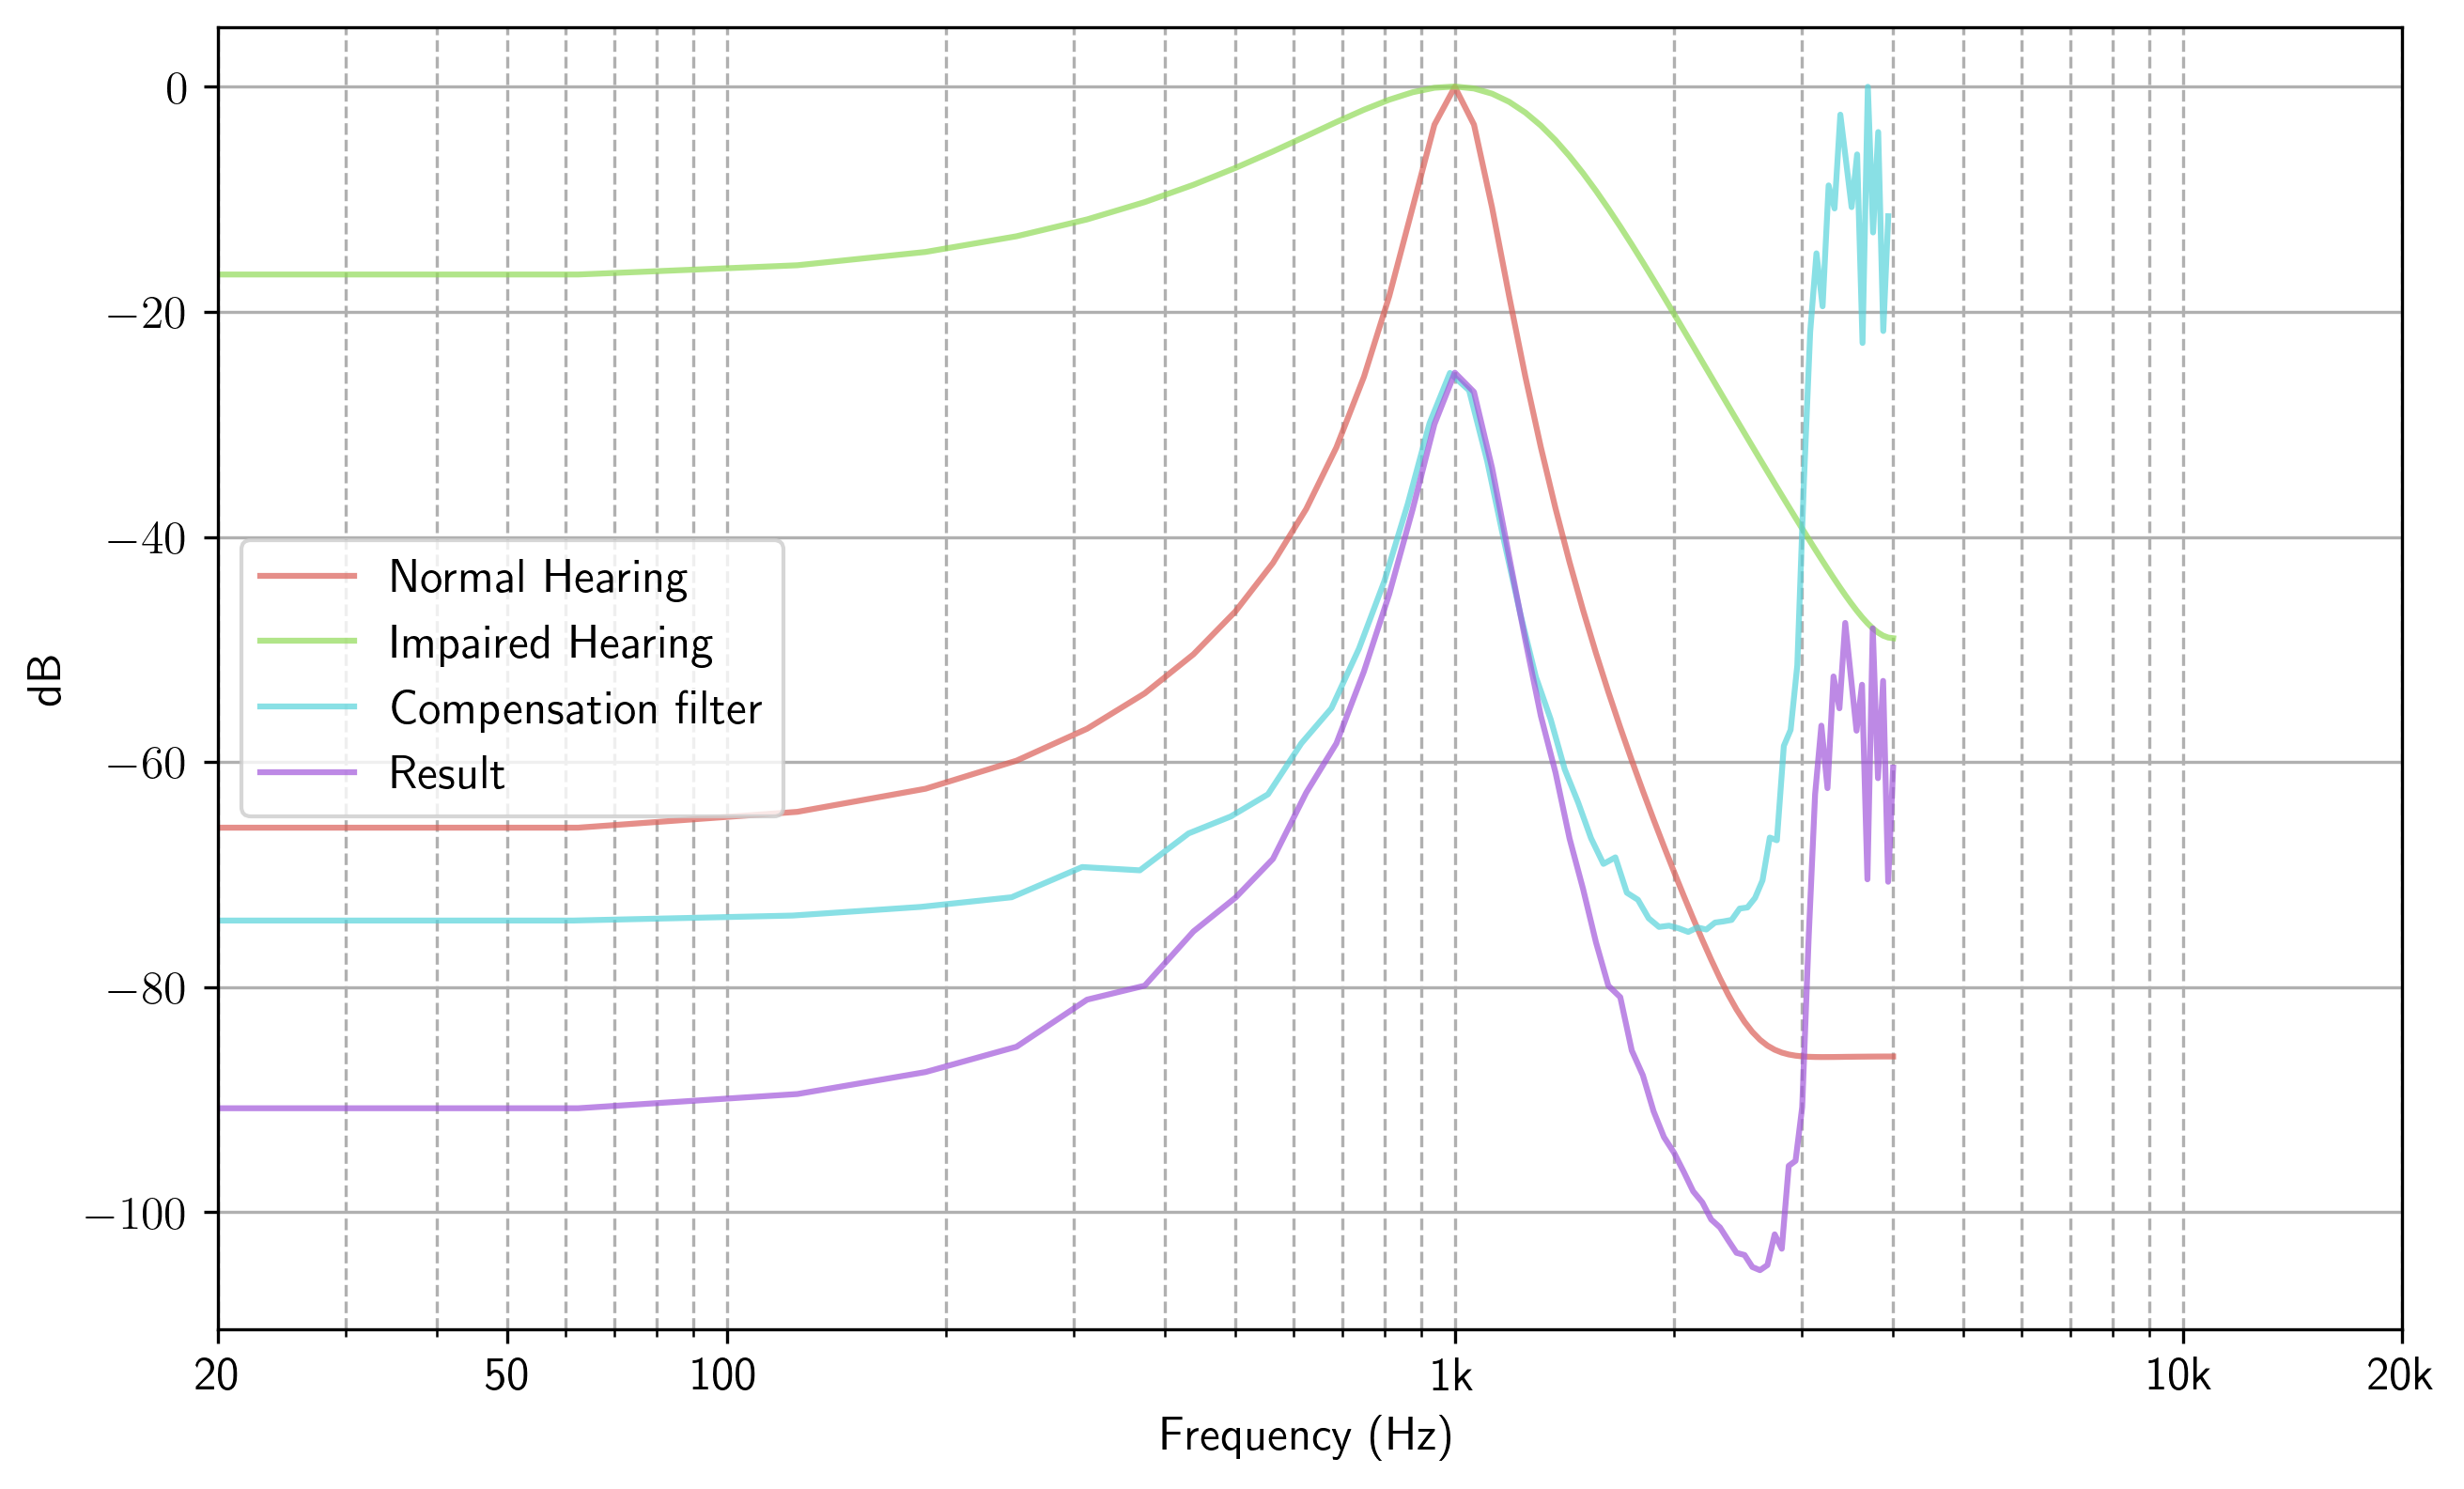 0
−20
−40
−60
−80
−100
dB
Normal Hearing
Impaired Hearing
Compensation filter
Result
20 50 100 1k 10k 20k
Frequency (Hz)